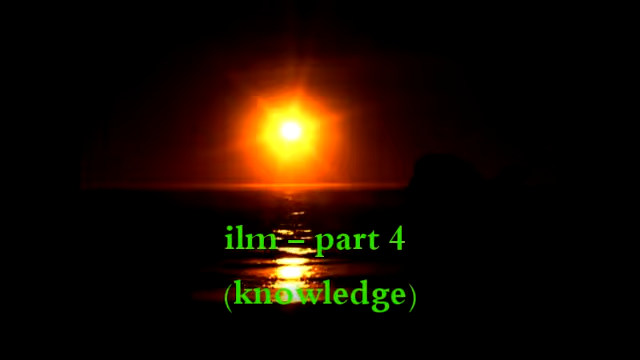 ilm – part 4
(knowledge)